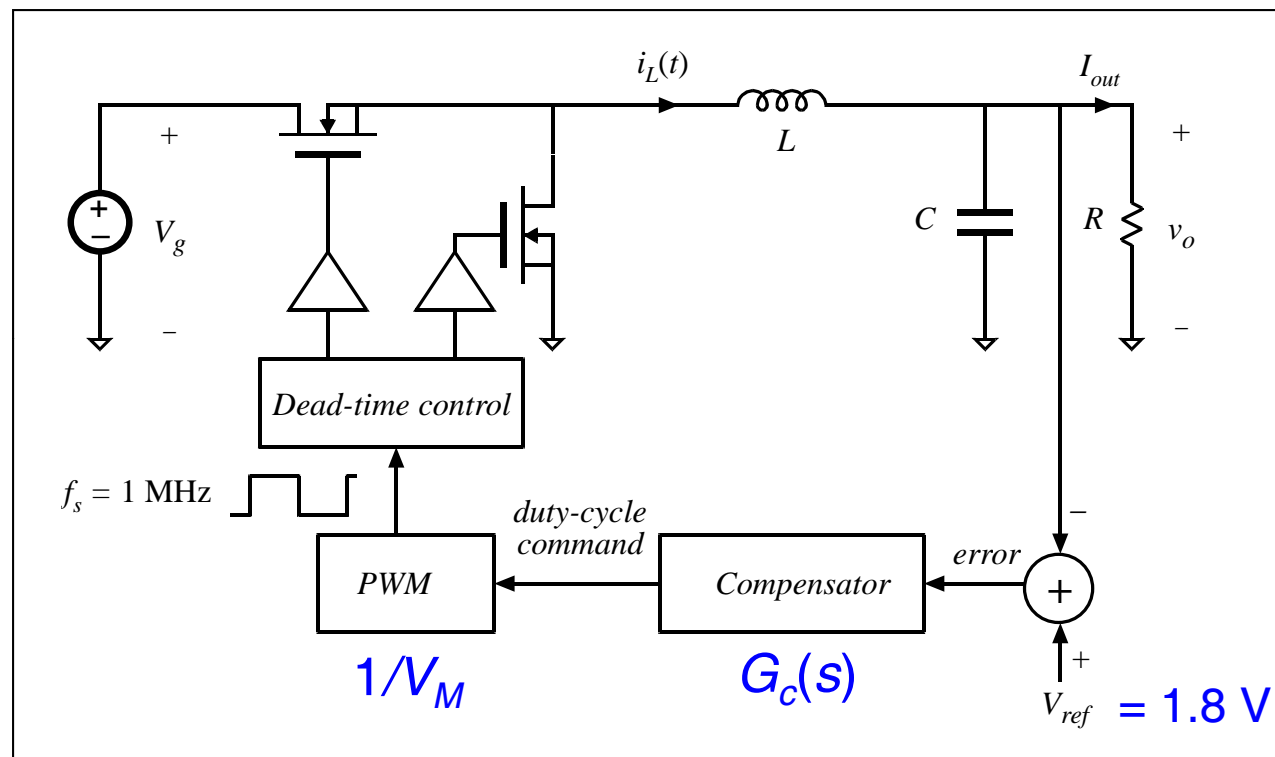 i_L(t)
I_out
L
+
V_g
−
+
−
C
R
+
v_o
−
Dead-time control
f_s = 1 MHz
duty-cycle
command
PWM
Compensator
error
−
+
+
1/V_M
G_c(s)
V_ref = 1.8 V